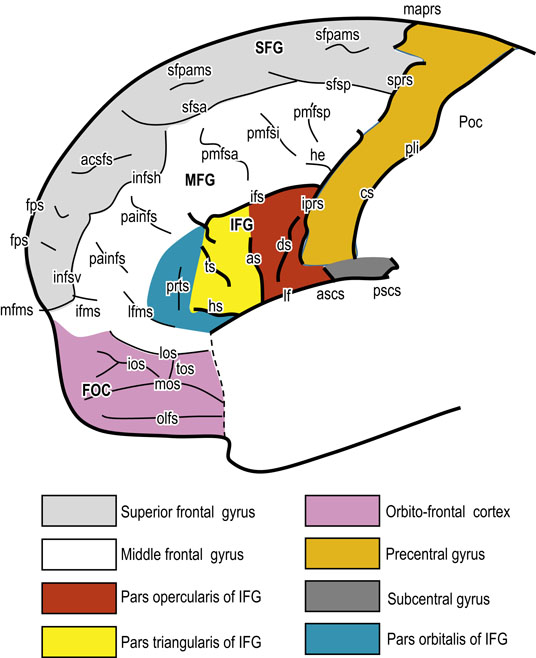 maprs
sfpams
SFG
sfpams
sprs
sfsp
sfsa
pmfsp
Poc
pmfsi
pli
pmfsa
he
acsfs
infsh
MFG
cs
ifs
fps
iprs
painfs
IFG
fps
ds
painfs
as
ts
infsv
prts
lf
pscs
ascs
mfms
ifms
lfms
hs
los
ios
tos
mos
FOC
olfs
Superior frontal gyrus
Orbito-frontal cortex
Middle frontal gyrus
Precentral gyrus
Pars opercularis of IFG
Subcentral gyrus
Pars triangularis of IFG
Pars orbitalis of IFG